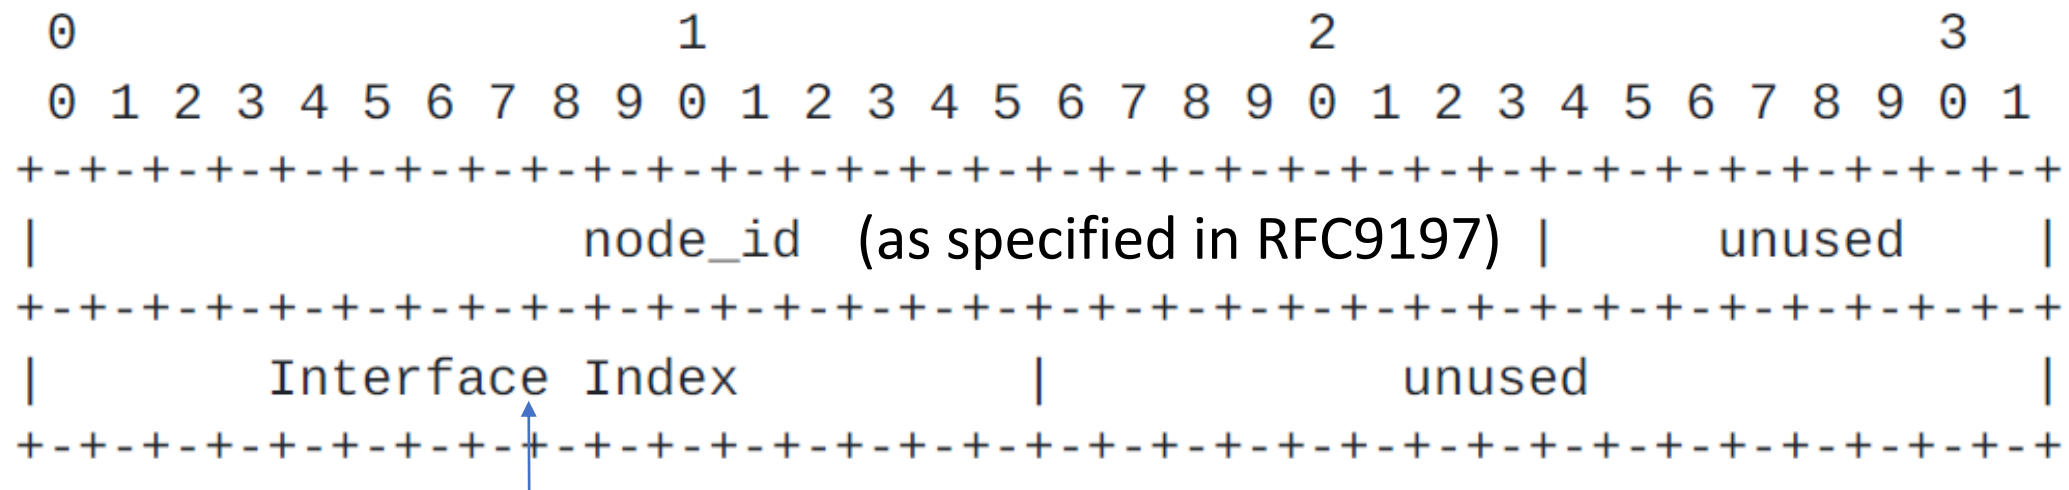 0                   1                   2                   3
0 1 2 3 4 5 6 7 8 9 0 1 2 3 4 5 6 7 8 9 0 1 2 3 4 5 6 7 8 9 0 1
+-+-+-+-+-+-+-+-+-+-+-+-+-+-+-+-+-+-+-+-+-+-+-+-+-+-+-+-+-+-+-+-+
| node_id (as specified in RFC9197) | unused |
+-+-+-+-+-+-+-+-+-+-+-+-+-+-+-+-+-+-+-+-+-+-+-+-+-+-+-+-+-+-+-+-+
| Interface Index | unused |
+-+-+-+-+-+-+-+-+-+-+-+-+-+-+-+-+-+-+-+-+-+-+-+-+-+-+-+-+-+-+-+-+